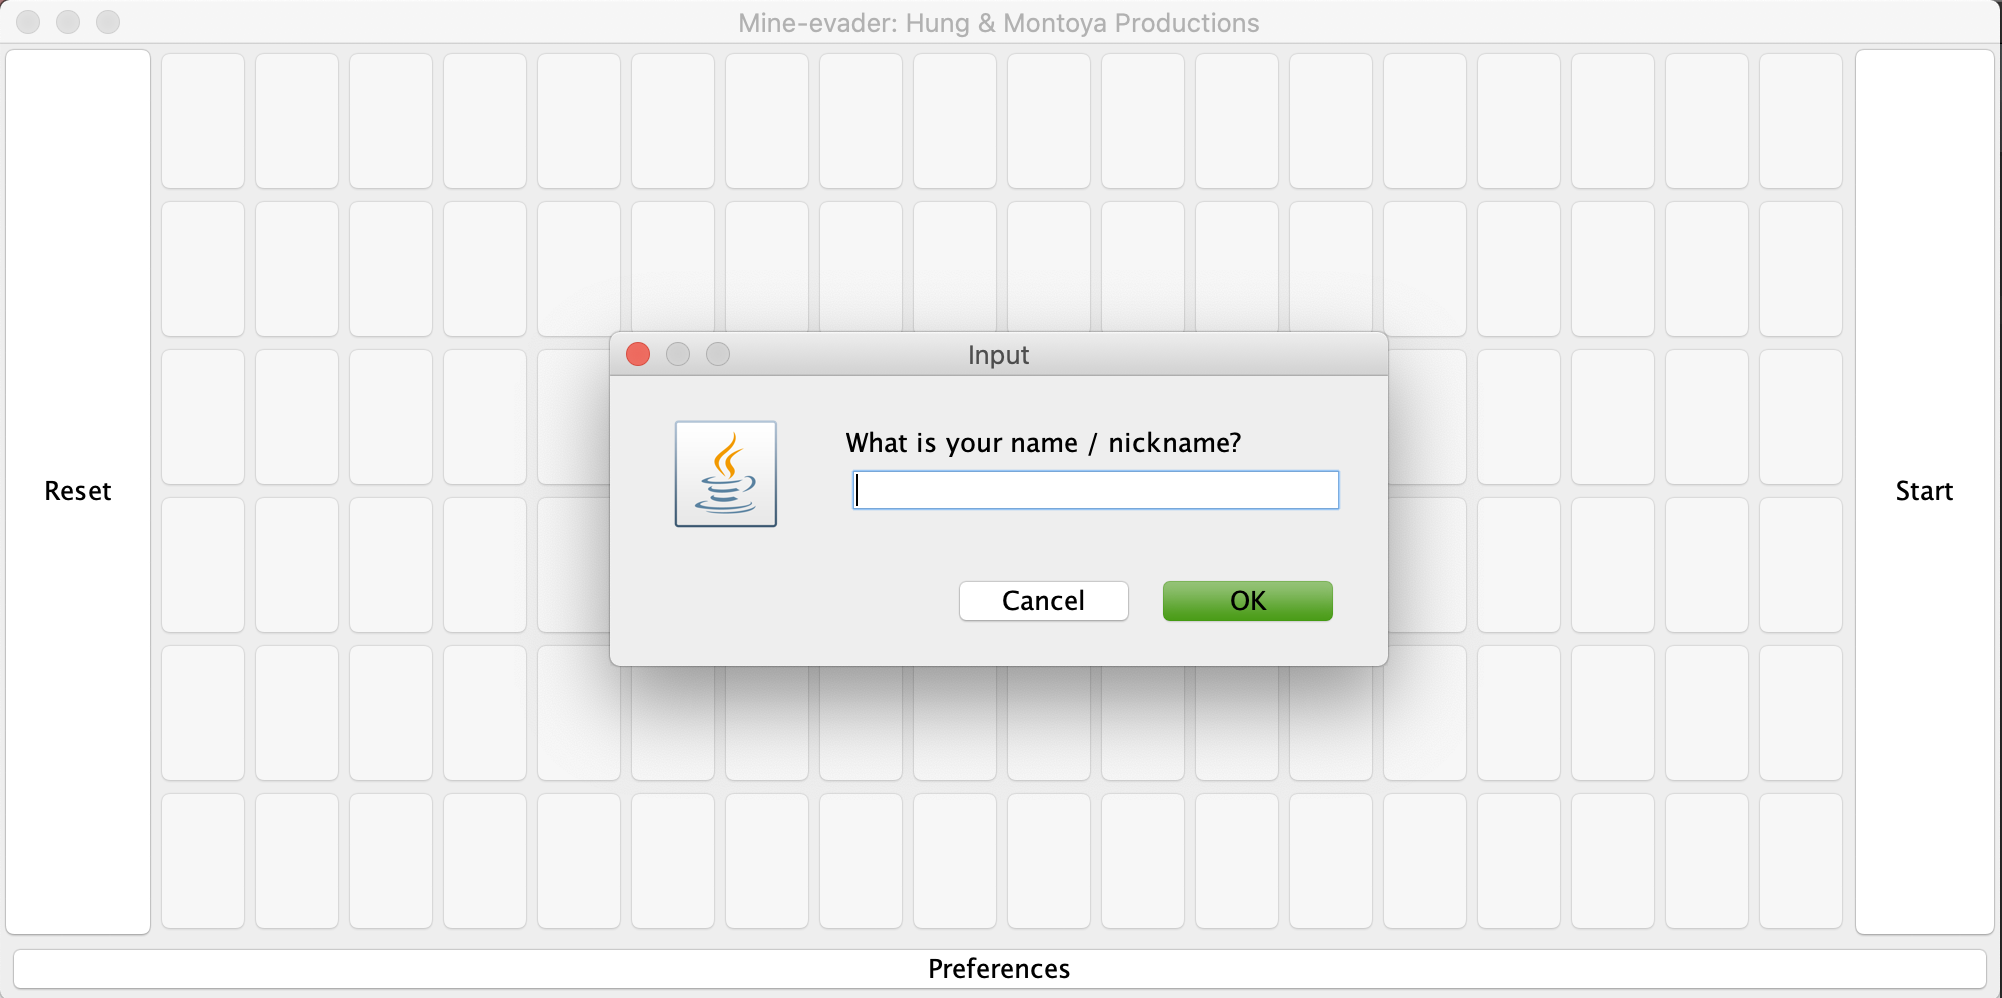 Mine-evader: Hung & Montoya Productions
Input
What is your name / nickname?
Reset
Start
Cancel
OK
Preferences